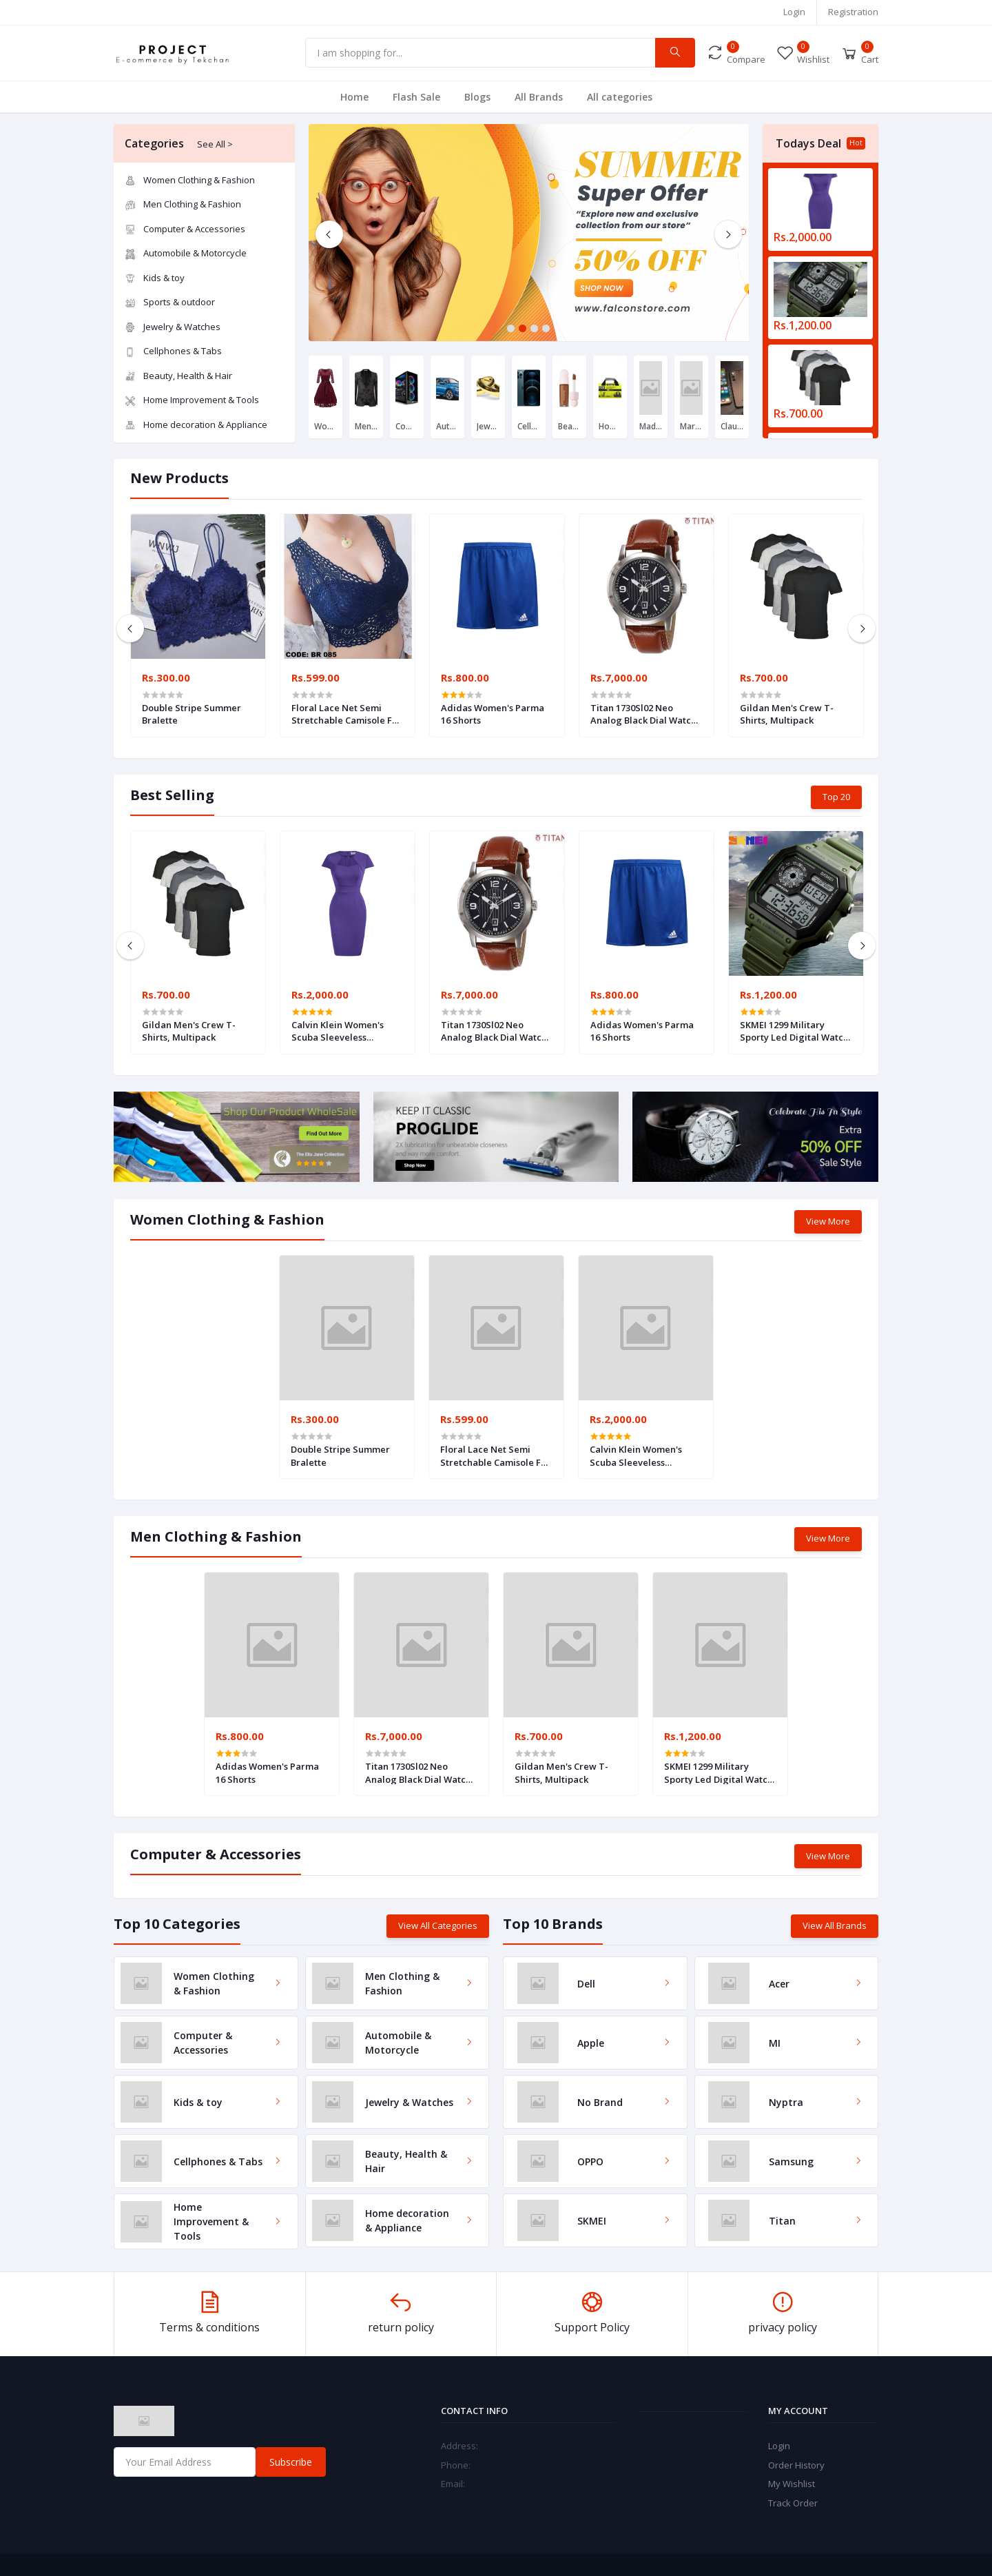 Login
Registration
PROJECT
E-commerce by Tekchan
I am shopping for...
0
Compare
0
Wishlist
0
Cart
Home
Flash Sale
Blogs
All Brands
All categories
Categories
See All >
Women Clothing & Fashion
Men Clothing & Fashion
Computer & Accessories
Automobile & Motorcycle
Kids & toy
Sports & outdoor
Jewelry & Watches
Cellphones & Tabs
Beauty, Health & Hair
Home Improvement & Tools
Home decoration & Appliance
SUMMER
Super Offer
“Explore new and exclusive
collection from our store”
50% OFF
SHOP NOW
www.falconstore.com
Wo...
Men...
Co...
Aut...
Jew...
Cell...
Bea...
Ho...
Mad...
Mar...
Clau...
Todays Deal
Hot
Rs.2,000.00
Rs.1,200.00
Rs.700.00
New Products
CODE: BR 085
TITAN
Rs.300.00
Double Stripe Summer
Bralette
Rs.599.00
Floral Lace Net Semi
Stretchable Camisole F...
Rs.800.00
Adidas Women's Parma
16 Shorts
Rs.7,000.00
Titan 1730Sl02 Neo
Analog Black Dial Watc...
Rs.700.00
Gildan Men's Crew T-
Shirts, Multipack
Best Selling
Top 20
TITAN
SKMEI
Rs.700.00
Gildan Men's Crew T-
Shirts, Multipack
Rs.2,000.00
Calvin Klein Women's
Scuba Sleeveless...
Rs.7,000.00
Titan 1730Sl02 Neo
Analog Black Dial Watc...
Rs.800.00
Adidas Women's Parma
16 Shorts
Rs.1,200.00
SKMEI 1299 Military
Sporty Led Digital Watc...
Shop Our Product WholeSale
Find Out More
The Ella Jane Collection
KEEP IT CLASSIC
PROGLIDE
2X lubrication for unbeatable closeness
and way more comfort.
Shop Now
Celebrate His In Style
Extra
50% OFF
Sale Style
Women Clothing & Fashion
View More
Rs.300.00
Double Stripe Summer
Bralette
Rs.599.00
Floral Lace Net Semi
Stretchable Camisole F...
Rs.2,000.00
Calvin Klein Women's
Scuba Sleeveless...
Men Clothing & Fashion
View More
Rs.800.00
Adidas Women's Parma
16 Shorts
Rs.7,000.00
Titan 1730Sl02 Neo
Analog Black Dial Watc...
Rs.700.00
Gildan Men's Crew T-
Shirts, Multipack
Rs.1,200.00
SKMEI 1299 Military
Sporty Led Digital Watc...
Computer & Accessories
View More
Top 10 Categories
View All Categories
Women Clothing
& Fashion
Men Clothing &
Fashion
Computer &
Accessories
Automobile &
Motorcycle
Kids & toy
Jewelry & Watches
Cellphones & Tabs
Beauty, Health &
Hair
Home
Improvement &
Tools
Home decoration
& Appliance
Top 10 Brands
View All Brands
Dell
Acer
Apple
MI
No Brand
Nyptra
OPPO
Samsung
SKMEI
Titan
Terms & conditions
return policy
Support Policy
privacy policy
Your Email Address
Subscribe
CONTACT INFO
Address:
Phone:
Email:
MY ACCOUNT
Login
Order History
My Wishlist
Track Order